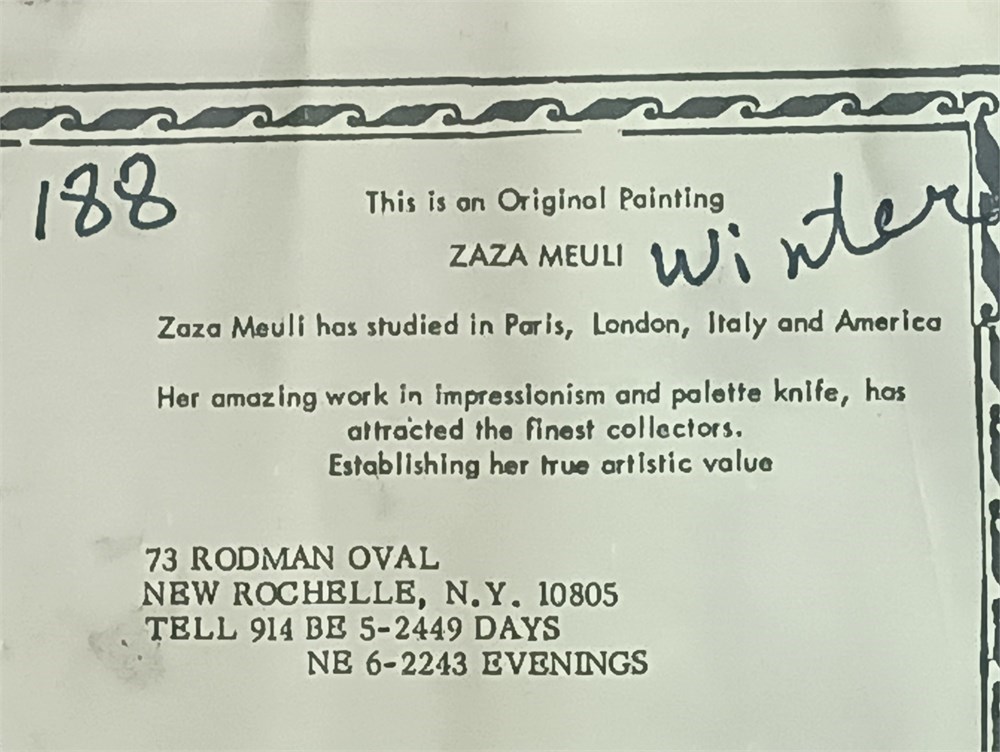 188
This is an Original Painting
ZAZA MEULI Winter
Zaza Meuli has studied in Paris, London, Italy and America
Her amazing work in impressionism and palette knife, has
attracted the finest collectors.
Establishing her true artistic value
73 RODMAN OVAL
NEW ROCHELLE, N.Y. 10805
TELL 914 BE 5-2449 DAYS
NE 6-2243 EVENINGS